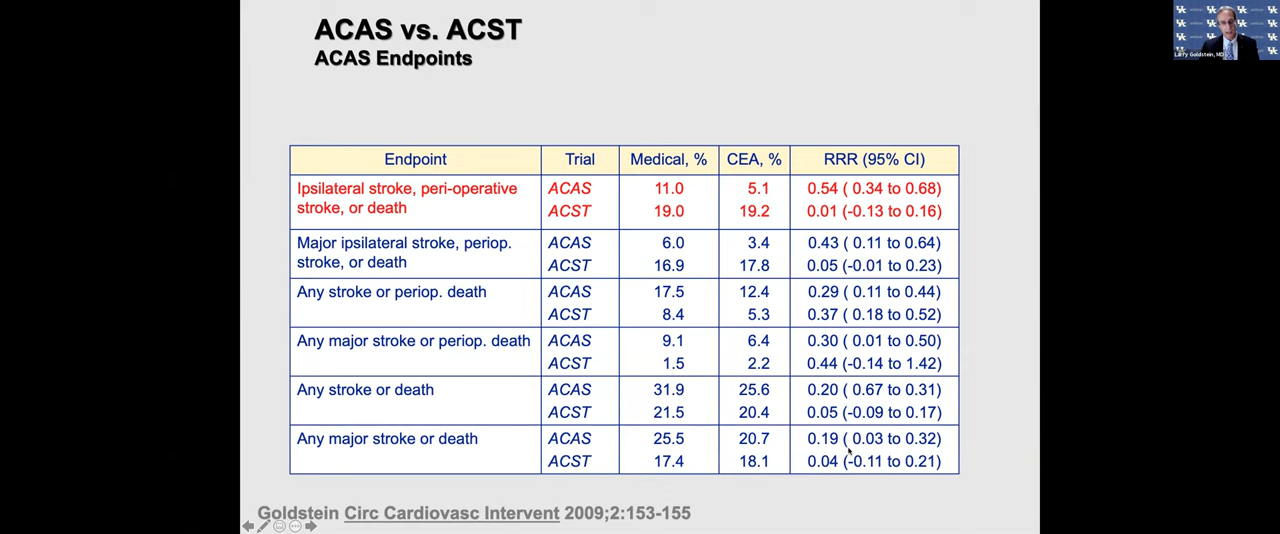 ACAS vs. ACST
ACAS Endpoints
Larry Goldstein, MD
Endpoint Trial Medical, % CEA, % RRR (95% CI)
Ipsilateral stroke, peri-operative ACAS 11.0 5.1 0.54 ( 0.34 to 0.68)
stroke, or death ACST 19.0 19.2 0.01 (-0.13 to 0.16)
Major ipsilateral stroke, periop. ACAS 6.0 3.4 0.43 ( 0.11 to 0.64)
stroke, or death ACST 16.9 17.8 0.05 (-0.01 to 0.23)
Any stroke or periop. death ACAS 17.5 12.4 0.29 ( 0.11 to 0.44)
ACST 8.4 5.3 0.37 ( 0.18 to 0.52)
Any major stroke or periop. death ACAS 9.1 6.4 0.30 ( 0.01 to 0.50)
ACST 1.5 2.2 0.44 (-0.14 to 1.42)
Any stroke or death ACAS 31.9 25.6 0.20 ( 0.67 to 0.31)
ACST 21.5 20.4 0.05 (-0.09 to 0.17)
Any major stroke or death ACAS 25.5 20.7 0.19 ( 0.03 to 0.32)
ACST 17.4 18.1 0.04 (-0.11 to 0.21)
Goldstein Circ Cardiovasc Intervent 2009;2:153-155